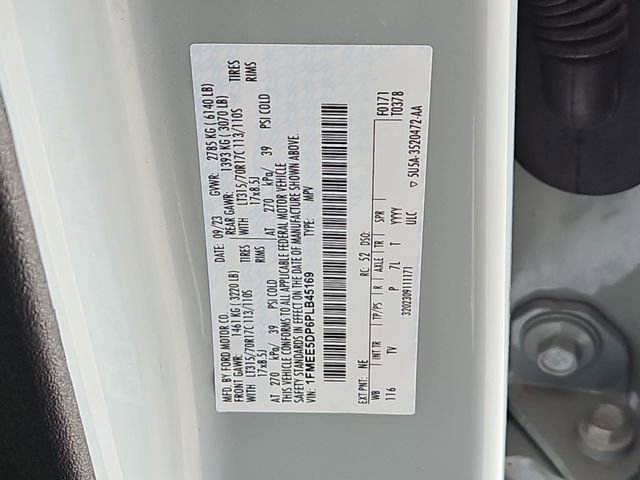 MFD. BY FORD MOTOR CO. 09/23 GVWR: 2785 KG ( 6140 LB)
FRONT GAWR: 1461 KG ( 3220 LB) REAR GAWR: 1393 KG ( 3070 LB)
WITH LT315/70R17C 113/110S TIRES WITH LT315/70R17C 113/110S TIRES
17x8.5J RIMS 17x8.5J RIMS
AT 270 kPa/ 39 PSI COLD AT 270 kPa/ 39 PSI COLD
THIS VEHICLE CONFORMS TO ALL APPLICABLE FEDERAL MOTOR VEHICLE
SAFETY STANDARDS IN EFFECT ON THE DATE OF MANUFACTURE SHOWN ABOVE.
VIN: 1FMEE5DP6PLB45169 TYPE: MPV
F0171
T0378
EXT PNT: NE RC: 52 DSO:
WB INT TR TP/PS R AXLE TR SPR
116 TV P 7L T YYYY
3202309111171 ULC
5U5A-3520472-AA